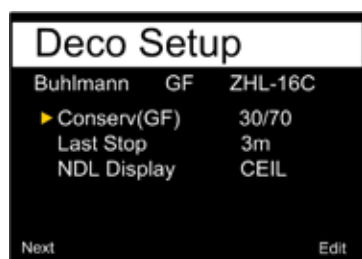 Deco Setup
Buhlmann GF ZHL-16C
Conserv(GF) 30/70
Last Stop 3m
NDL Display CEIL
Next Edit